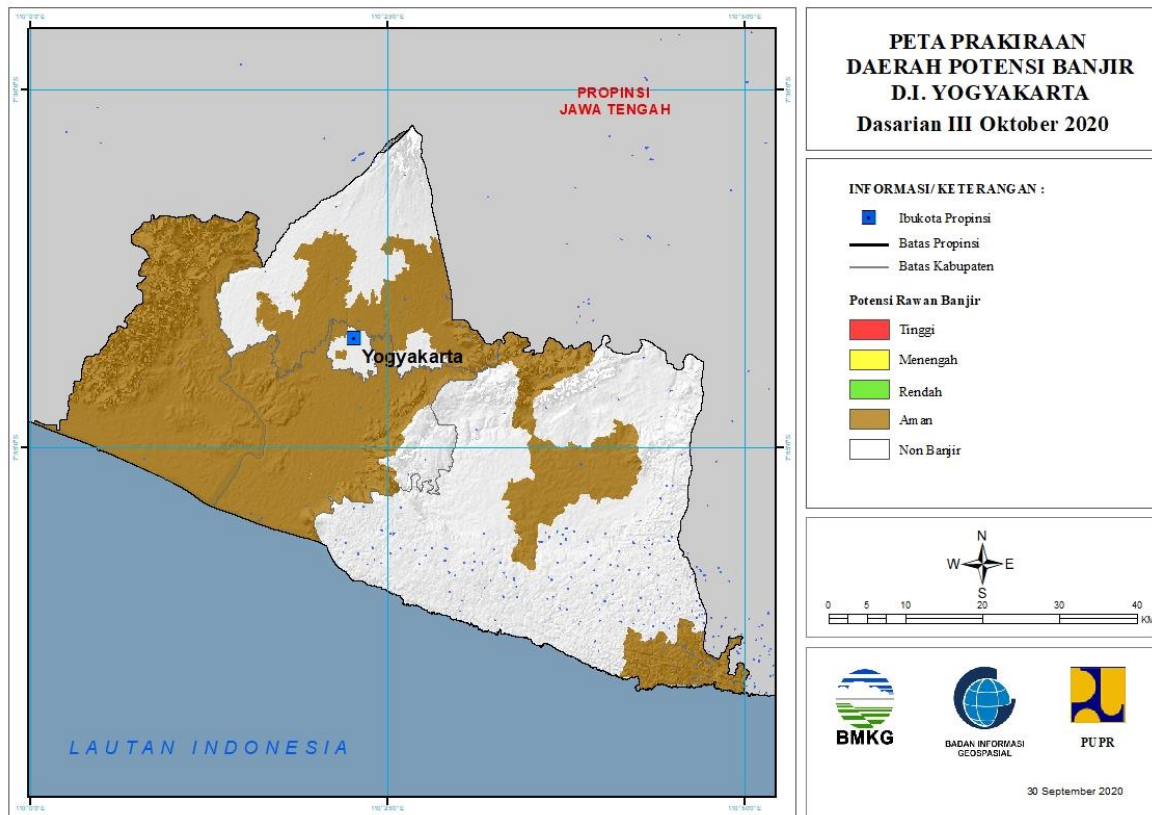 PROPINSI
JAWA TENGAH
Yogyakarta
LAUTAN INDONESIA
PETA PRAKIRAAN
DAERAH POTENSI BANJIR
D.I. YOGYAKARTA
Dasarian III Oktober 2020
INFORMASI/ KETERANGAN :
Ibukota Propinsi
Batas Propinsi
Batas Kabupaten
Potensi Rawan Banjir
Tinggi
Menengah
Rendah
Aman
Non Banjir
N
W E
S
0 5 10 20 30 40
KM
BMKG
BADAN INFORMASI
GEOSPASIAL
PUPR
30 September 2020